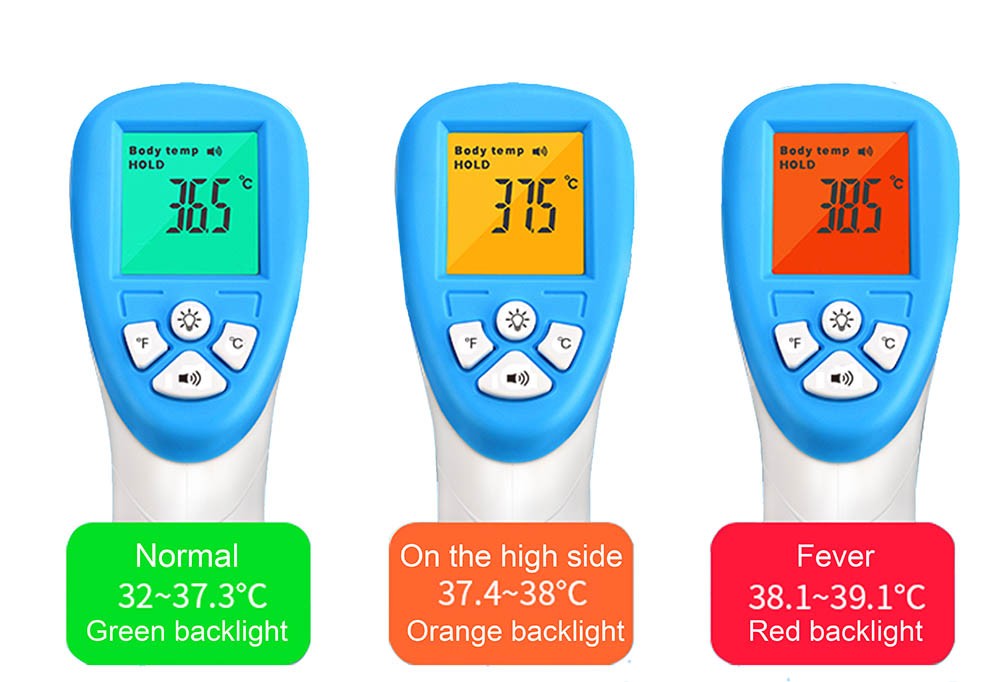 Body temp
HOLD
36.5 °C
°F
°C
Normal
32~37.3°C
Green backlight
Body temp
HOLD
37.5 °C
°F
°C
On the high side
37.4~38°C
Orange backlight
Body temp
HOLD
38.5 °C
°F
°C
Fever
38.1~39.1°C
Red backlight